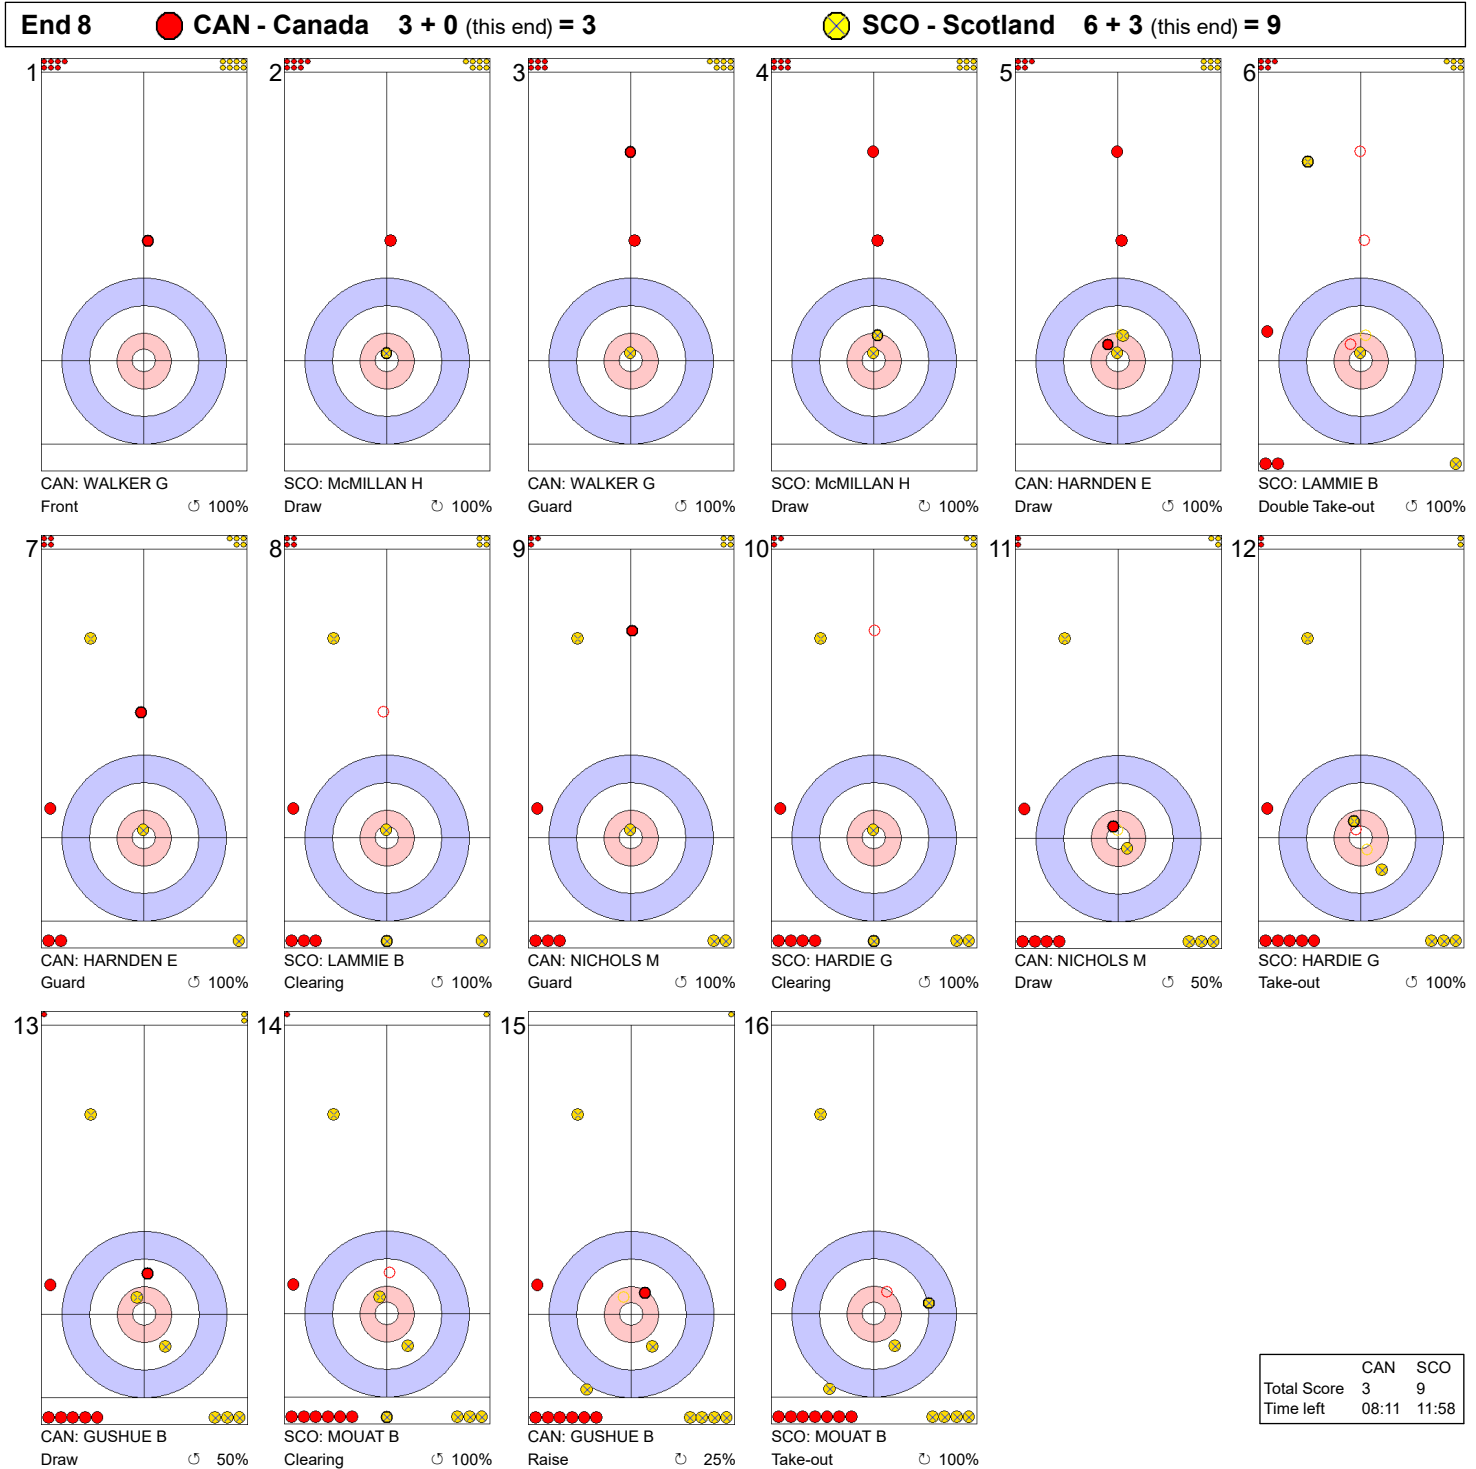 End 8 CAN - Canada 3 + 0 (this end) = 3 SCO - Scotland 6 + 3 (this end) = 9
1 2 3 4 5 6
CAN: WALKER G SCO: McMILLAN H CAN: WALKER G SCO: McMILLAN H CAN: HARNDEN E SCO: LAMMIE B
Front ↺ 100% Draw ↻ 100% Guard ↺ 100% Draw ↻ 100% Draw ↺ 100% Double Take-out ↺ 100%
7 8 9 10 11 12
CAN: HARNDEN E SCO: LAMMIE B CAN: NICHOLS M SCO: HARDIE G CAN: NICHOLS M SCO: HARDIE G
Guard ↺ 100% Clearing ↺ 100% Guard ↺ 100% Clearing ↻ 100% Draw ↺ 50% Take-out ↺ 100%
13 14 15 16
CAN SCO
Total Score 3 9
Time left 08:11 11:58
CAN: GUSHUE B SCO: MOUAT B CAN: GUSHUE B SCO: MOUAT B
Draw ↺ 50% Clearing ↻ 100% Raise ↻ 25% Take-out ↻ 100%